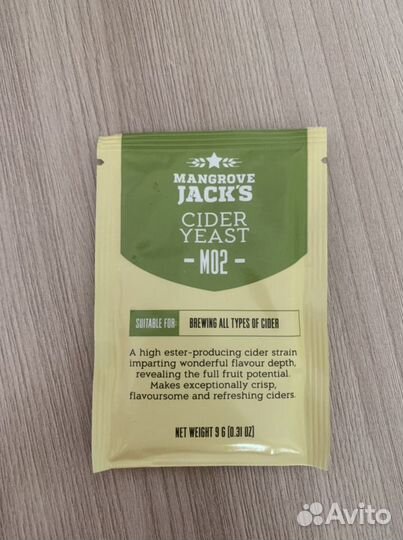 MANGROVE
JACK'S
CIDER
YEAST
- M02 -
SUITABLE FOR: BREWING ALL TYPES OF CIDER
A high ester-producing cider strain
imparting wonderful flavour depth,
revealing the full fruit potential.
Makes exceptionally crisp,
flavoursome and refreshing ciders.
NET WEIGHT 9 G (0.31 OZ)
Avito